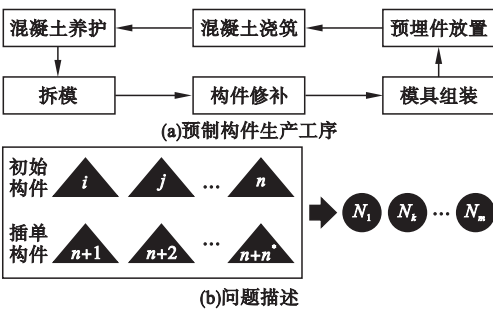 混凝土养护 混凝土浇筑 预埋件放置
拆模 构件修补 模具组装
(a)预制构件生产工序
初始构件 i j … n
插单构件 n+1 n+2 … n+n*
N1 Nk … Nm
(b)问题描述